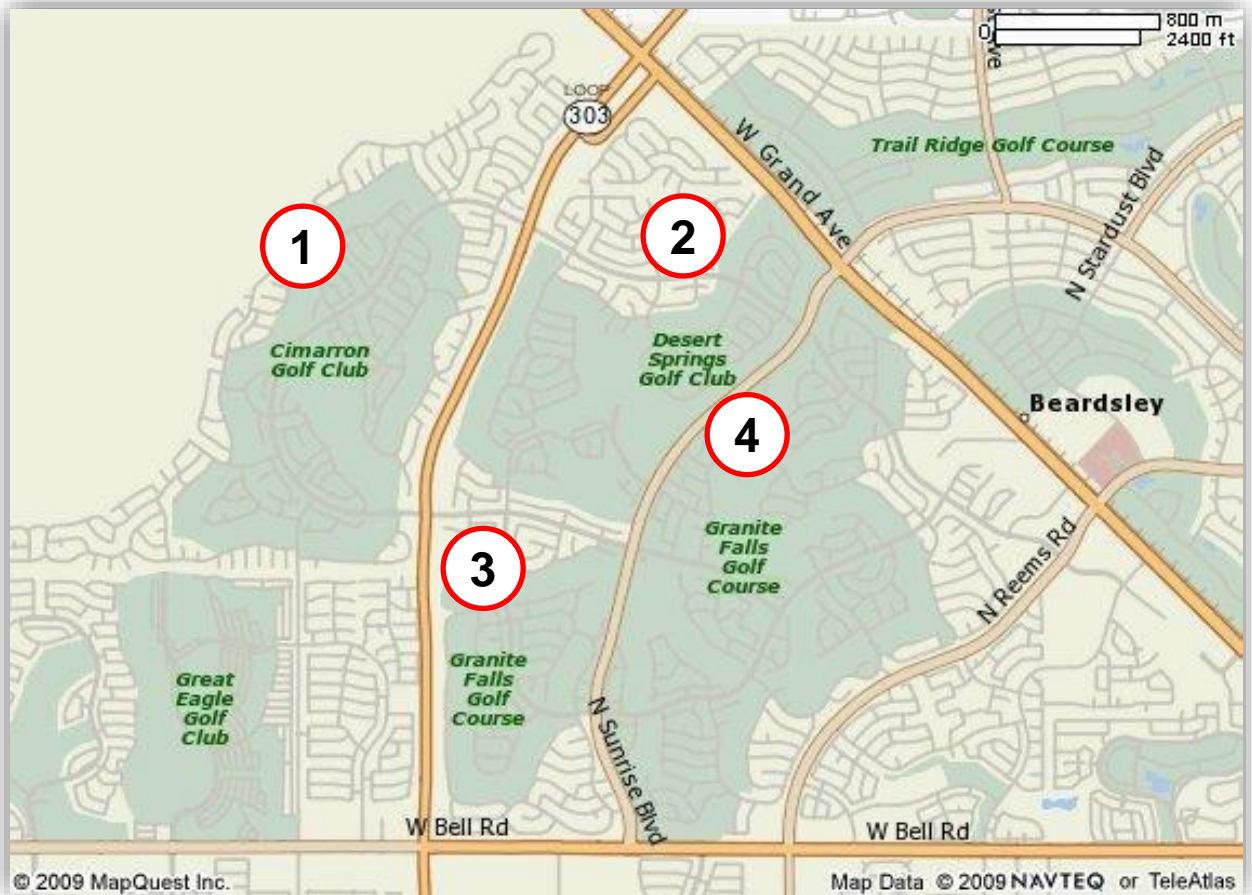 800 m
0
2400 ft
Ave
LOOP
303
W Grand Ave
Trail Ridge Golf Course
N Stardust Blvd
1
2
Cimarron
Golf Club
Desert
Springs
Golf Club
Beardsley
4
3
Granite
Falls
Golf
Course
N Reems Rd
Granite
Falls
Golf
Course
Great
Eagle
Golf
Club
N Sunrise Blvd
W Bell Rd
W Bell Rd
© 2009 MapQuest Inc.
Map Data © 2009 NAVTEQ or TeleAtlas